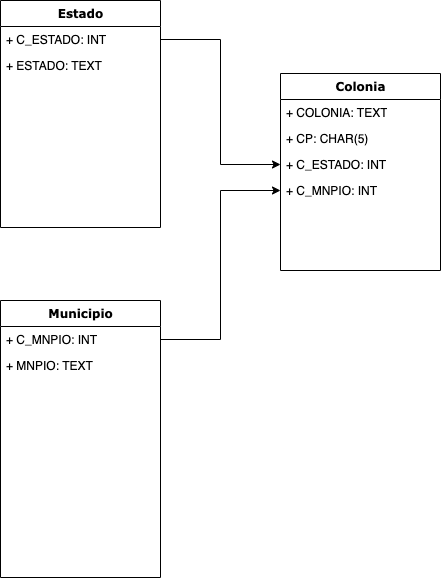 Estado
+ C_ESTADO: INT
+ ESTADO: TEXT
Colonia
+ COLONIA: TEXT
+ CP: CHAR(5)
+ C_ESTADO: INT
+ C_MNPIO: INT
Municipio
+ C_MNPIO: INT
+ MNPIO: TEXT